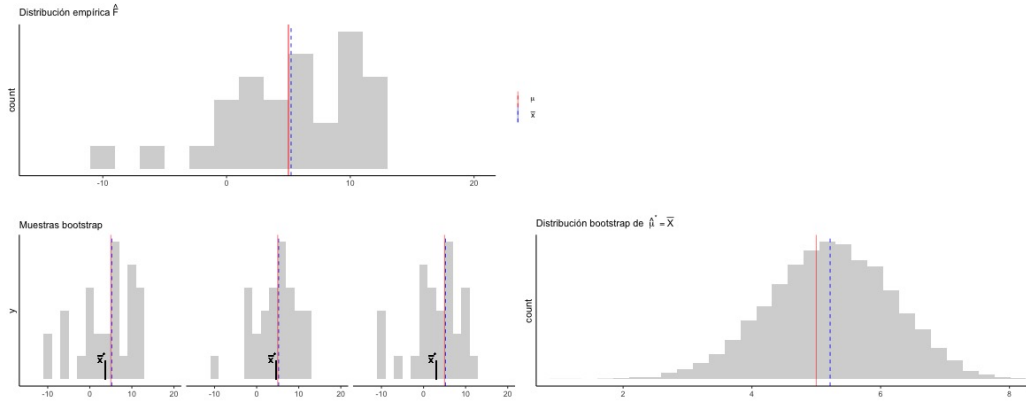 Distribución empírica F̂
count
-10 0 10 20
μ
x̄
Muestras bootstrap
y
x̄* x̄* x̄*
-10 0 10 20 -10 0 10 20 -10 0 10 20
Distribución bootstrap de μ̂* = X̄
count
2 4 6 8